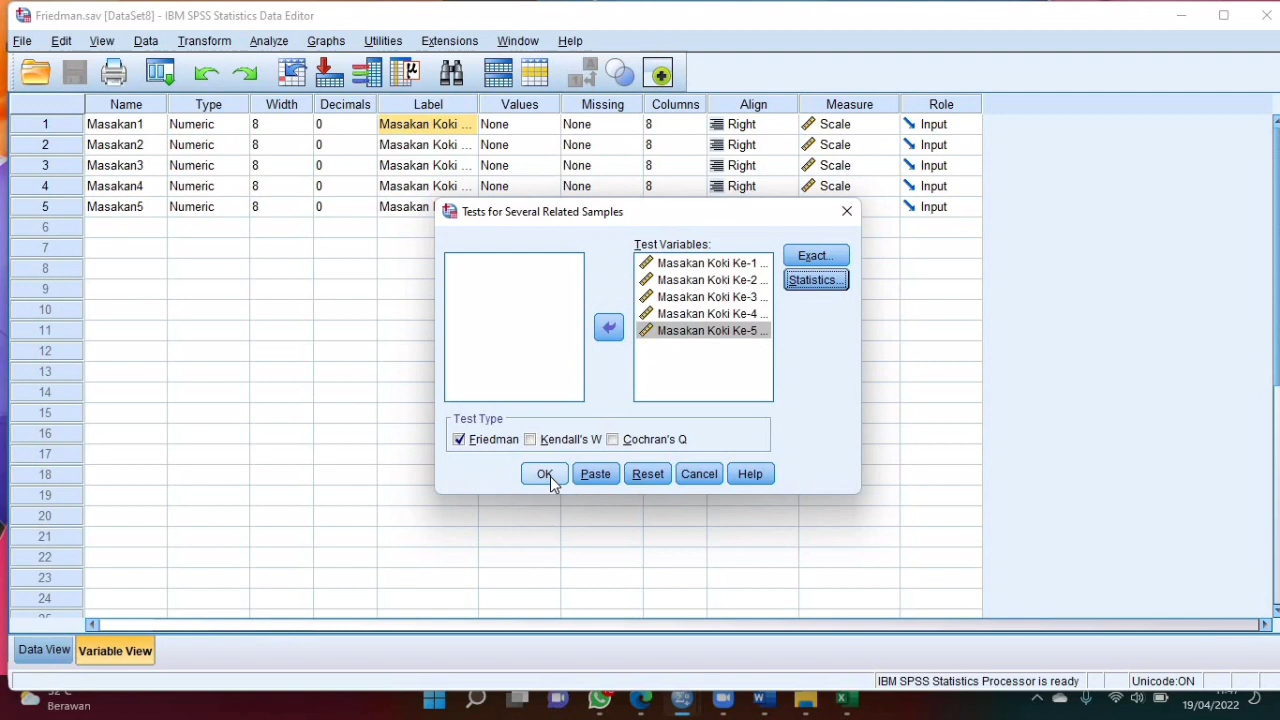 Friedman.sav [DataSet8] - IBM SPSS Statistics Data Editor
File Edit View Data Transform Analyze Graphs Utilities Extensions Window Help
Name Type Width Decimals Label Values Missing Columns Align Measure Role
1 Masakan1 Numeric 8 0 Masakan Koki ... None None 8 Right Scale Input
2 Masakan2 Numeric 8 0 Masakan Koki ... None None 8 Right Scale Input
3 Masakan3 Numeric 8 0 Masakan Koki ... None None 8 Right Scale Input
4 Masakan4 Numeric 8 0 Masakan Koki ... None None 8 Right Scale Input
5 Masakan5 Numeric 8 0 Masakan Input
6
7
8
9
10
11
12
13
14
15
16
17
18
19
20
21
22
23
24
Tests for Several Related Samples
Test Variables:
Masakan Koki Ke-1 ...
Masakan Koki Ke-2 ...
Masakan Koki Ke-3 ...
Masakan Koki Ke-4 ...
Masakan Koki Ke-5 ...
Exact...
Statistics...
Test Type
Friedman Kendall's W Cochran's Q
OK Paste Reset Cancel Help
Data View Variable View
IBM SPSS Statistics Processor is ready Unicode:ON
Berawan
19/04/2022